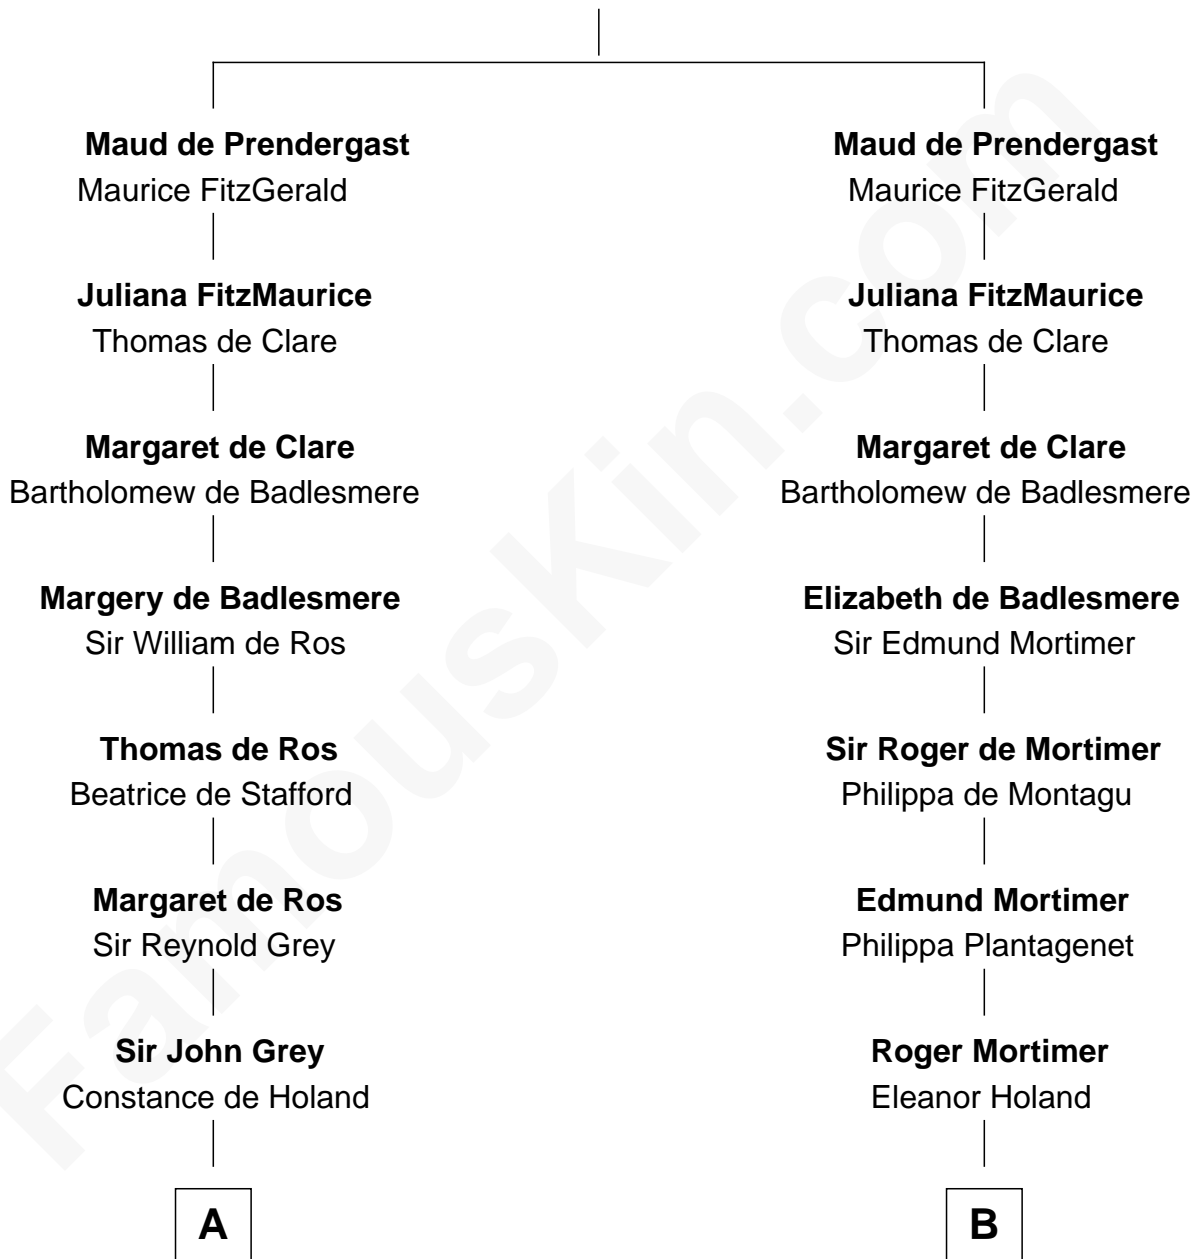 Maud de Prendergast
Maurice FitzGerald
Juliana FitzMaurice
Thomas de Clare
Margaret de Clare
Bartholomew de Badlesmere
Margery de Badlesmere
Sir William de Ros
Thomas de Ros
Beatrice de Stafford
Margaret de Ros
Sir Reynold Grey
Sir John Grey
Constance de Holand
A
Maud de Prendergast
Maurice FitzGerald
Juliana FitzMaurice
Thomas de Clare
Margaret de Clare
Bartholomew de Badlesmere
Elizabeth de Badlesmere
Sir Edmund Mortimer
Sir Roger de Mortimer
Philippa de Montagu
Edmund Mortimer
Philippa Plantagenet
Roger Mortimer
Eleanor Holand
B
FamousKin.com